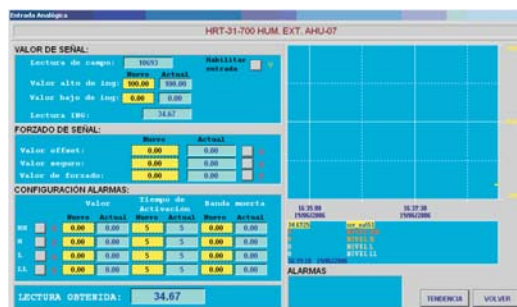 Entrada Analógica
HRT-31-700 HUM. EXT. AHU-07
VALOR DE SEÑAL:
Lectura de campo: 10693 Habilitar entrada
Nuevo Actual
Valor alto de ing: 100.00 100.00
Valor bajo de ing: 0.00 0.00
Lectura ING: 34.67
FORZADO DE SEÑAL:
Nuevo Actual
Valor offset: 0.00 0.00
Valor seguro: 0.00 0.00
Valor de forzado: 0.00 0.00
CONFIGURACIÓN ALARMAS:
Valor Tiempo de Activación Banda muerta
Nuevo Actual Nuevo Actual Nuevo Actual
HH 0.00 0.00 5 5 0.00 0.00
H 0.00 0.00 5 5 0.00 0.00
L 0.00 0.00 5 5 0.00 0.00
LL 0.00 0.00 5 5 0.00 0.00
LECTURA OBTENIDA: 34.67
16:35:00 16:37:30
19/06/2006 19/06/2006
NIVEL H
NIVEL L
NIVEL LL
ALARMAS
TENDENCIA VOLVER